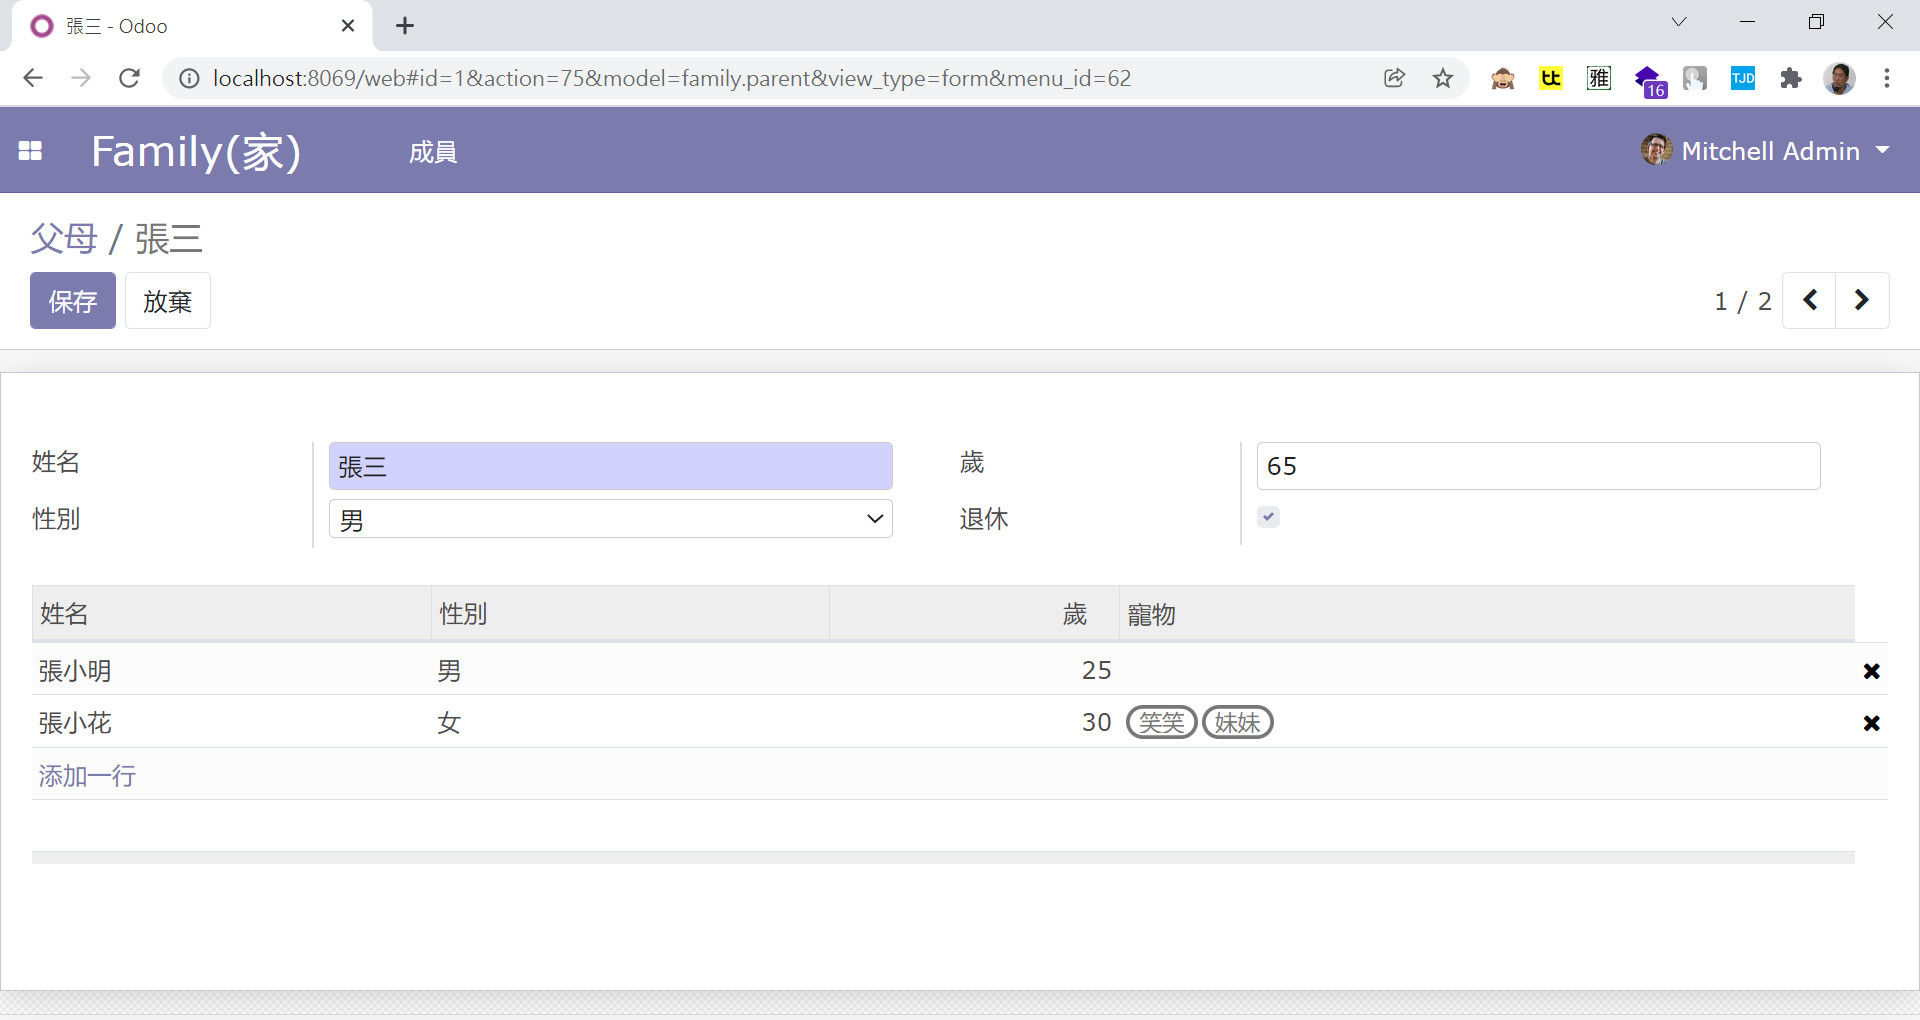 張三 - Odoo
localhost:8069/web#id=1&action=75&model=family.parent&view_type=form&menu_id=62
tt 雅 16 TJD
Family(家) 成員 Mitchell Admin
父母 / 張三
保存 放棄 1 / 2
姓名 張三 歲 65
性別 男 退休
姓名 性別 歲 寵物
張小明 男 25
張小花 女 30 笑笑 妹妹
添加一行